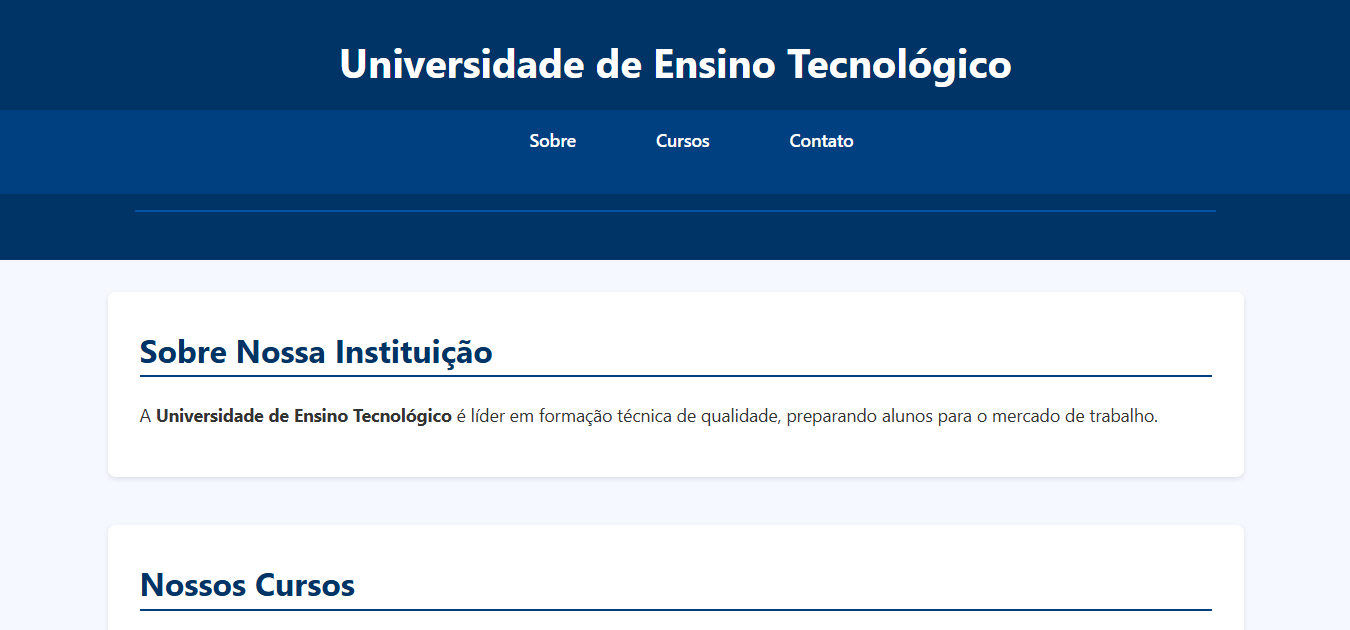 Universidade de Ensino Tecnológico
Sobre Cursos Contato
Sobre Nossa Instituição
A Universidade de Ensino Tecnológico é líder em formação técnica de qualidade, preparando alunos para o mercado de trabalho.
Nossos Cursos